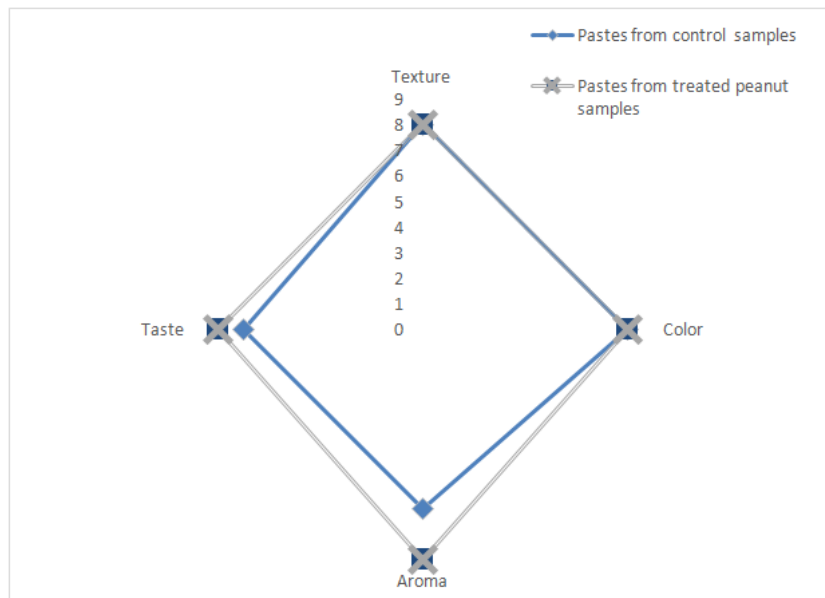 Pastes from control samples
Pastes from treated peanut
samples
Texture
9
8
7
6
5
4
3
2
1
0
Taste
Color
Aroma